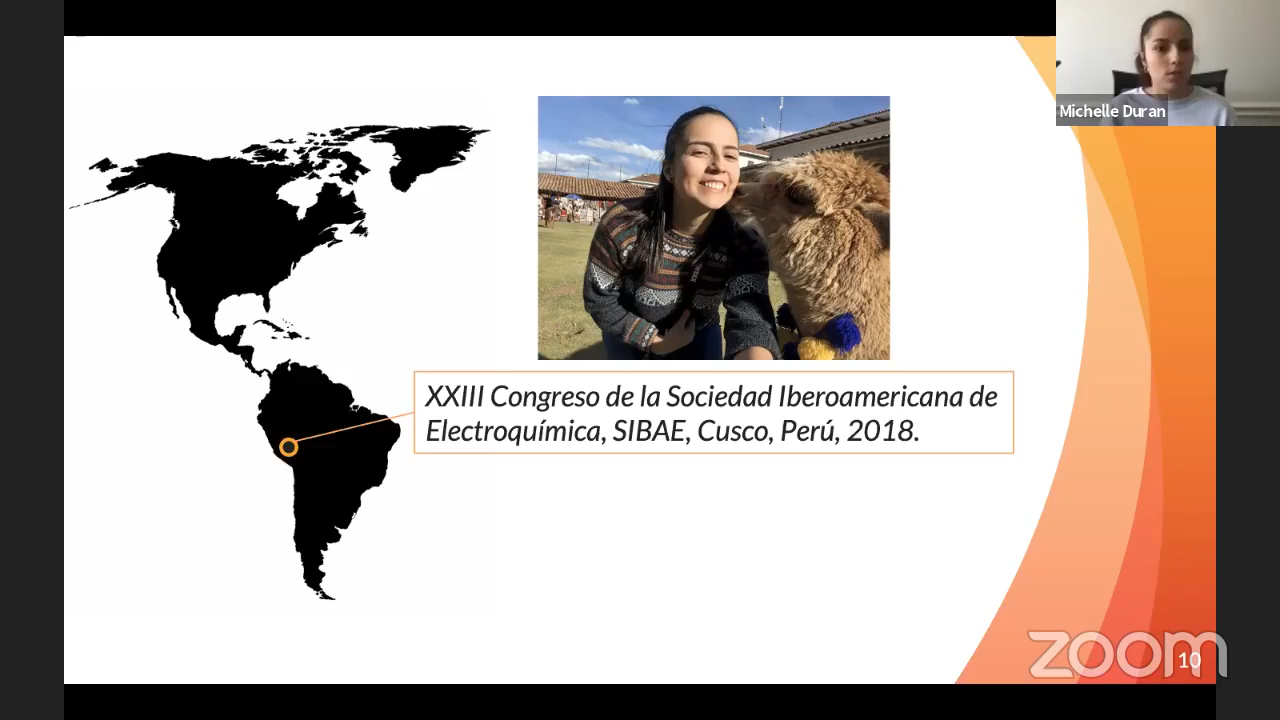 Michelle Duran
XXIII Congreso de la Sociedad Iberoamericana de
Electroquímica, SIBAE, Cusco, Perú, 2018.
zoom
10